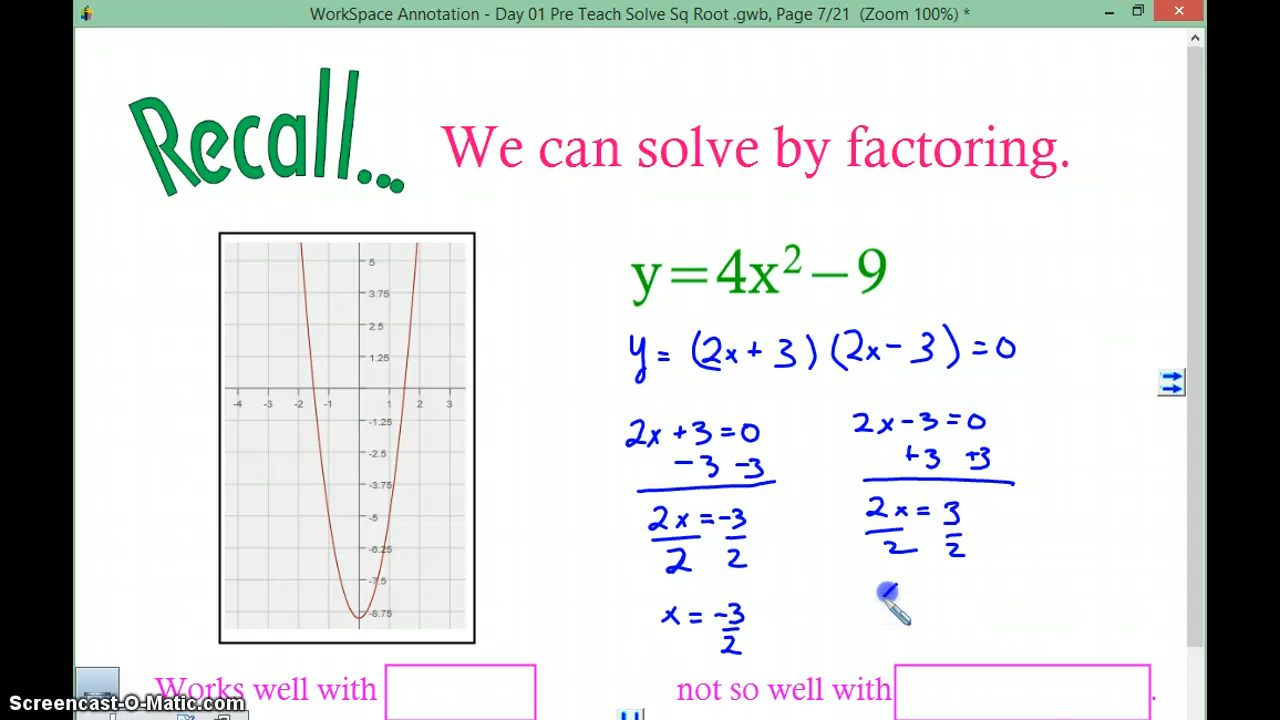 WorkSpace Annotation - Day 01 Pre Teach Solve Sq Root .gwb, Page 7/21 (Zoom 100%) *
Recall...
We can solve by factoring.
y=4x²−9
y = (2x + 3) (2x − 3) = 0
2x + 3 = 0
−3 −3
2x = −3
2 2
x = −3
2
2x − 3 = 0
+3 +3
2x = 3
2 2
5
3.75
2.5
1.25
-4 -3 -2 -1 1 2 3
-1.25
-2.5
-3.75
-5
-6.25
-7.5
-8.75
Works well with
not so well with .
Screencast-O-Matic.com